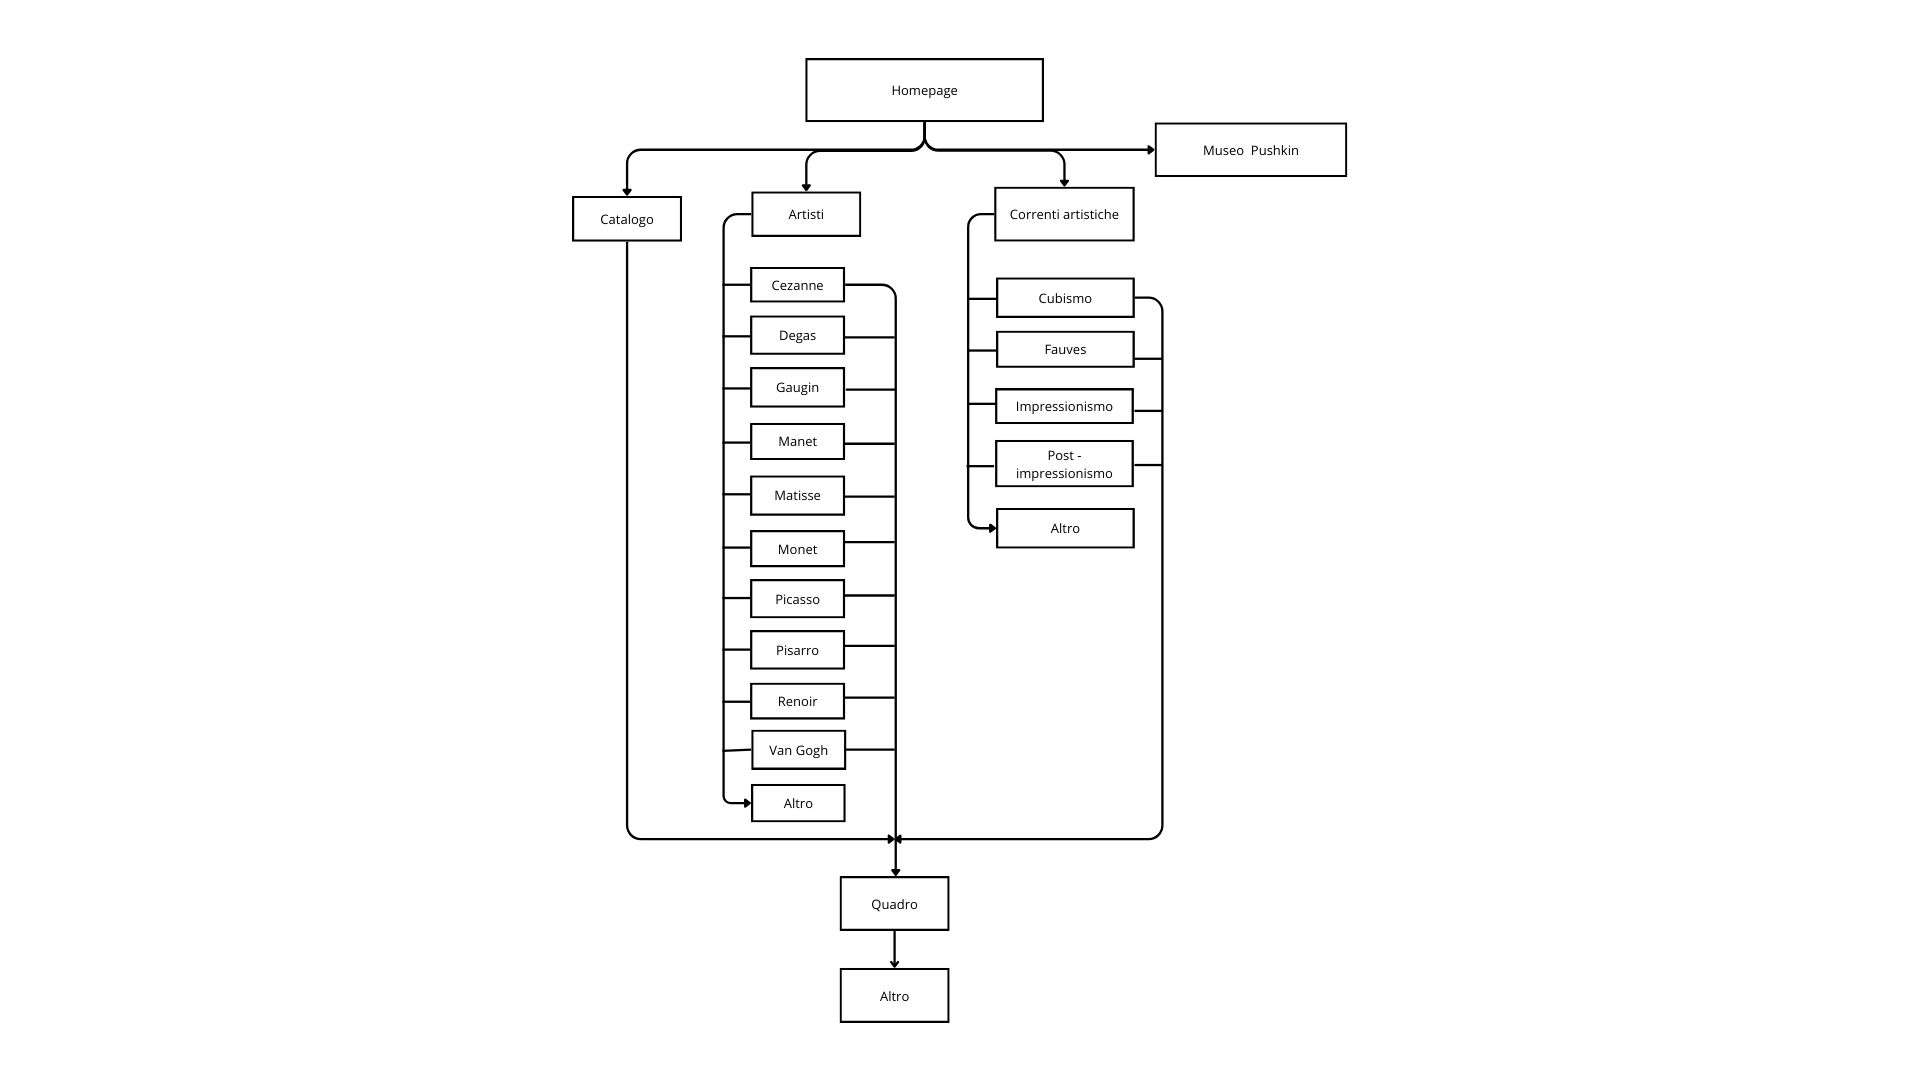 Homepage
Museo  Pushkin
Catalogo
Artisti
Correnti artistiche
Cezanne
Degas
Gaugin
Manet
Matisse
Monet
Picasso
Pisarro
Renoir
Van Gogh
Altro
Cubismo
Fauves
Impressionismo
Post -
impressionismo
Altro
Quadro
Altro